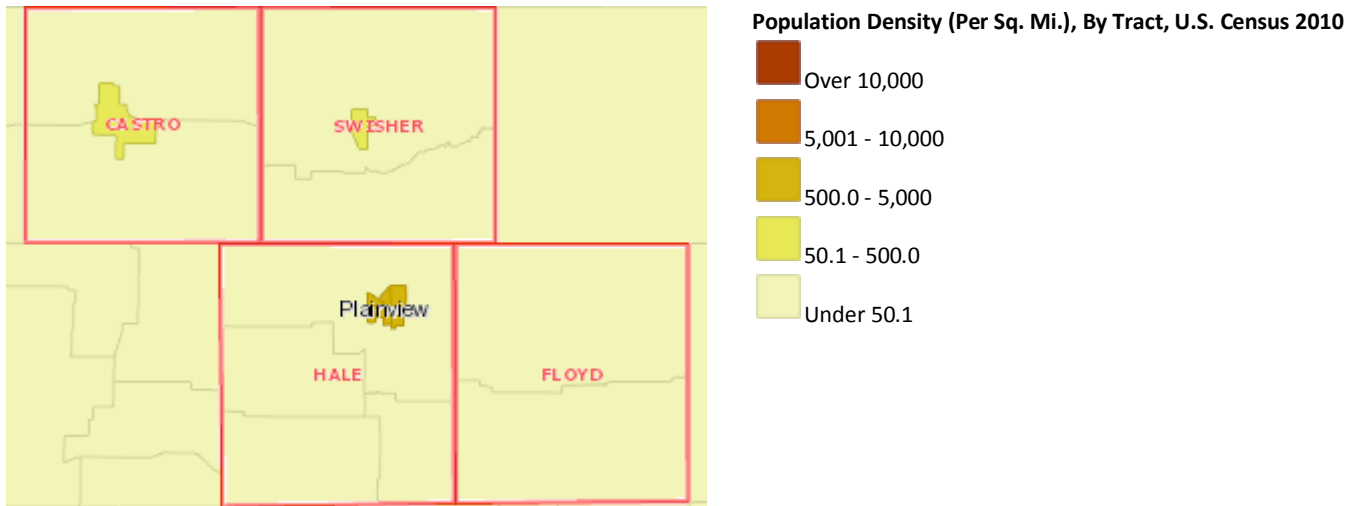 Population Density (Per Sq. Mi.), By Tract, U.S. Census 2010
Over 10,000
5,001 - 10,000
500.0 - 5,000
50.1 - 500.0
Under 50.1
CASTRO
SWISHER
Plainview
HALE
FLOYD